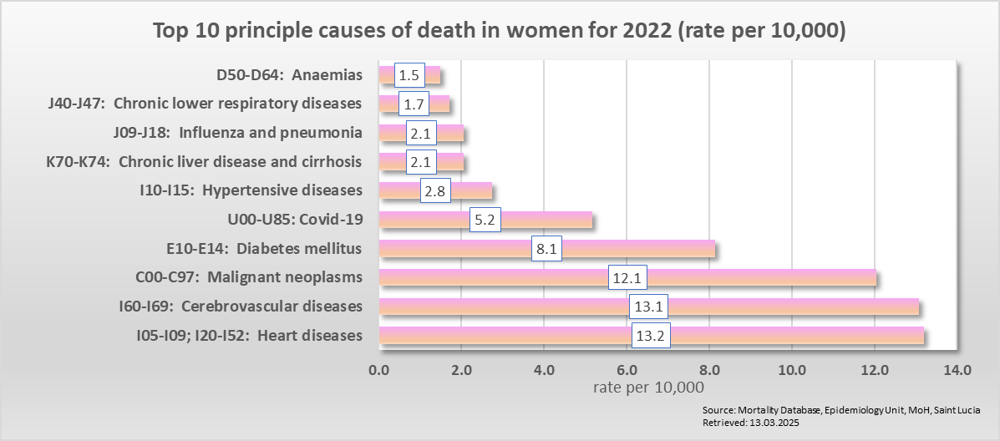 Top 10 principle causes of death in women for 2022 (rate per 10,000)
D50-D64: Anaemias 1.5
J40-J47: Chronic lower respiratory diseases 1.7
J09-J18: Influenza and pneumonia 2.1
K70-K74: Chronic liver disease and cirrhosis 2.1
I10-I15: Hypertensive diseases 2.8
U00-U85: Covid-19 5.2
E10-E14: Diabetes mellitus 8.1
C00-C97: Malignant neoplasms 12.1
I60-I69: Cerebrovascular diseases 13.1
I05-I09; I20-I52: Heart diseases 13.2
0.0 2.0 4.0 6.0 8.0 10.0 12.0 14.0
rate per 10,000
Source: Mortality Database, Epidemiology Unit, MoH, Saint Lucia
Retrieved: 13.03.2025